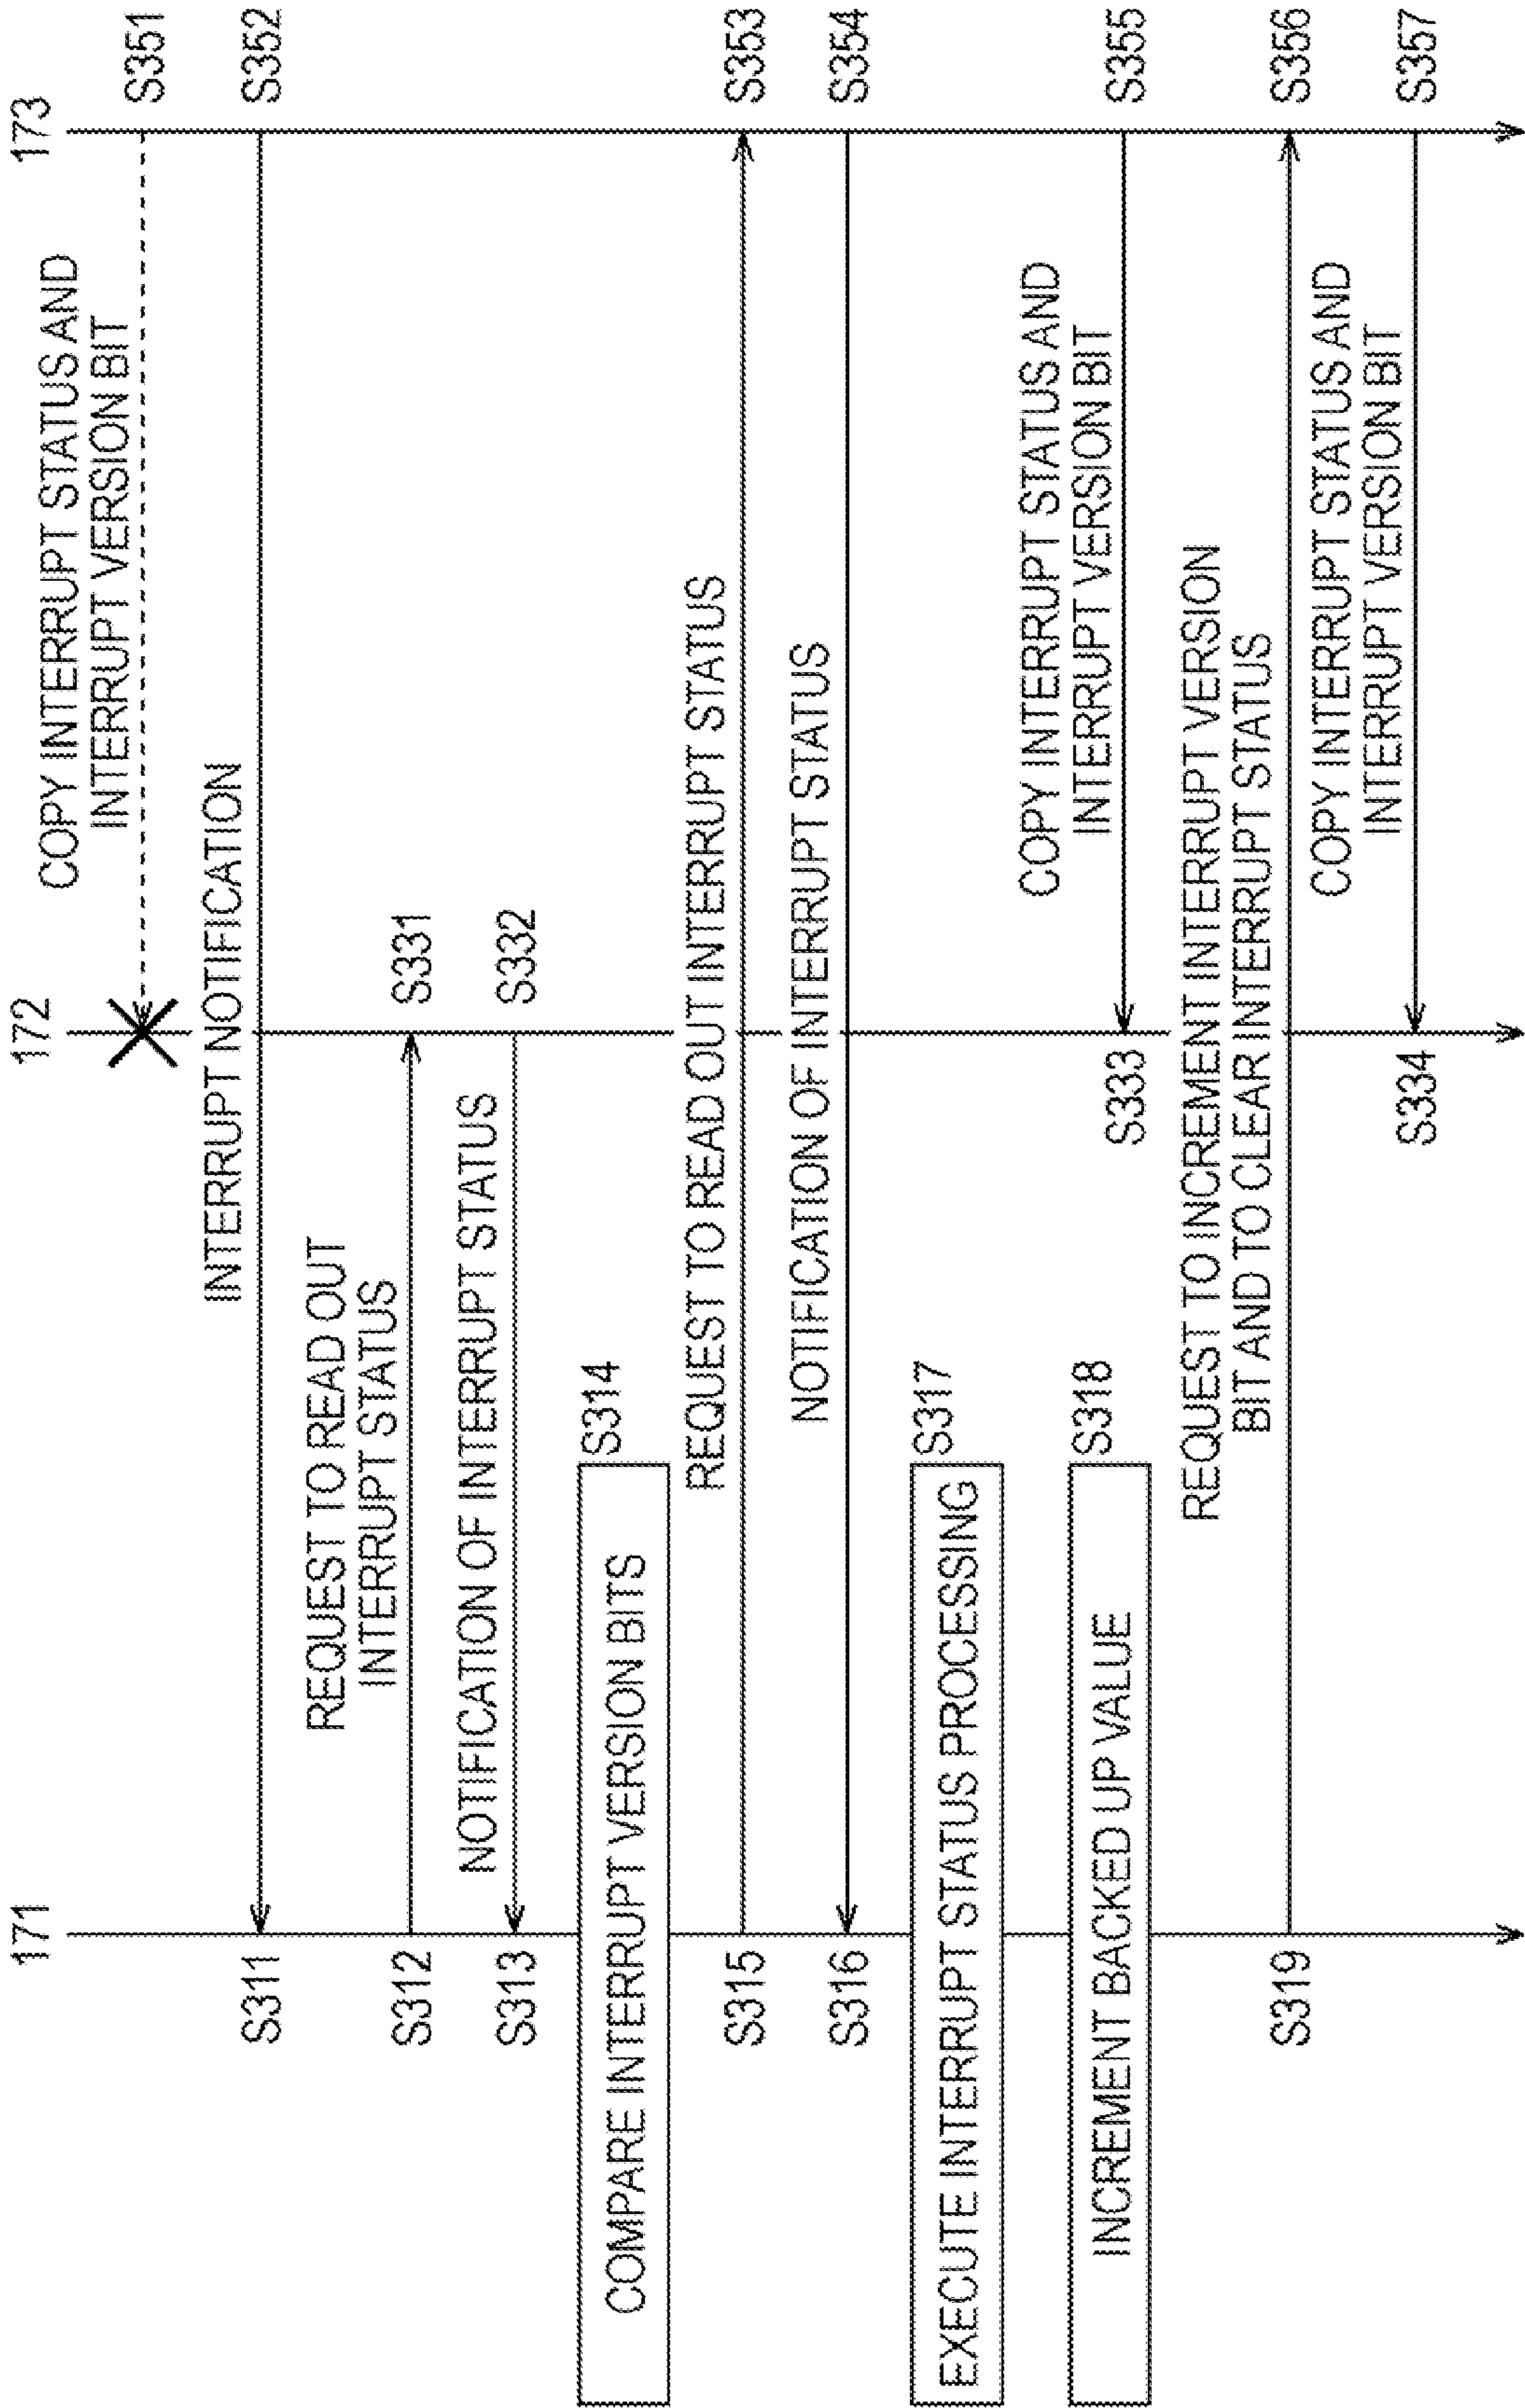 171
172
173
COPY INTERRUPT STATUS AND
INTERRUPT VERSION BIT
S351
INTERRUPT NOTIFICATION
S311
S352
REQUEST TO READ OUT
INTERRUPT STATUS
S312
S331
NOTIFICATION OF INTERRUPT STATUS
S313
S332
COMPARE INTERRUPT VERSION BITS
S314
REQUEST TO READ OUT INTERRUPT STATUS
S315
S353
NOTIFICATION OF INTERRUPT STATUS
S316
S354
EXECUTE INTERRUPT STATUS PROCESSING
S317
COPY INTERRUPT STATUS AND
INTERRUPT VERSION BIT
INCREMENT BACKED UP VALUE
S318
S333
S355
REQUEST TO INCREMENT INTERRUPT VERSION
BIT AND TO CLEAR INTERRUPT STATUS
S319
S356
COPY INTERRUPT STATUS AND
INTERRUPT VERSION BIT
S334
S357